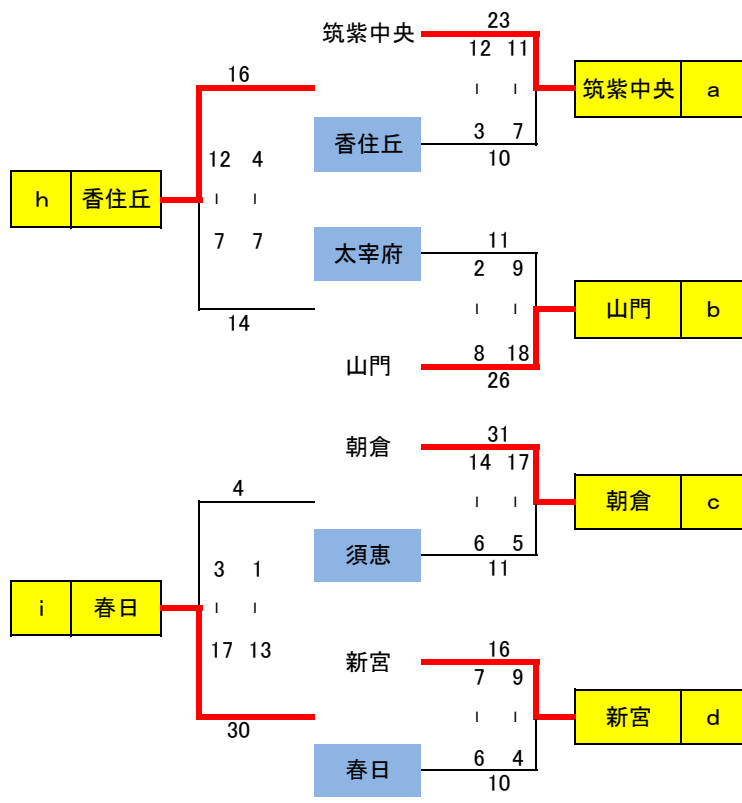 筑紫中央 23
12 11
16
筑紫中央 a
3 7
香住丘
10
12 4
h 香住丘
7 7
太宰府 11
2 9
山門 b
14
8 18
山門
26
朝倉 31
14 17
4
朝倉 c
6 5
須恵
11
3 1
i 春日
17 13
新宮 16
7 9
30
新宮 d
6 4
春日
10